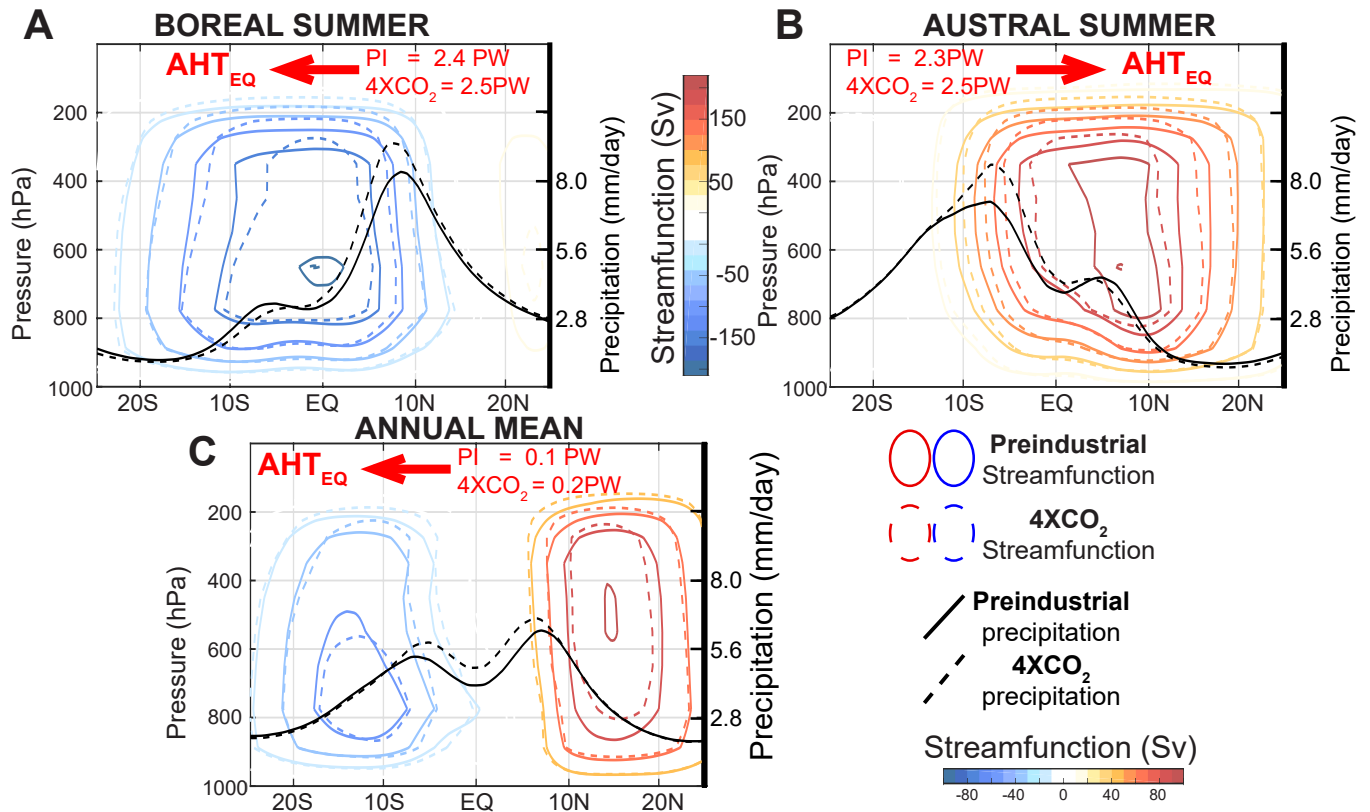 A
BOREAL SUMMER
AHT_EQ
PI = 2.4 PW
4XCO₂ = 2.5PW
200
400
600
800
1000
Pressure (hPa)
20S 10S EQ 10N 20N
8.0
5.6
2.8
Precipitation (mm/day)
Streamfunction (Sv)
150
50
-50
-150
B
AUSTRAL SUMMER
PI = 2.3PW
4XCO₂ = 2.5PW
AHT_EQ
200
400
600
800
1000
Pressure (hPa)
20S 10S EQ 10N 20N
8.0
5.6
2.8
Precipitation (mm/day)
C
ANNUAL MEAN
AHT_EQ
PI = 0.1 PW
4XCO₂ = 0.2PW
200
400
600
800
1000
Pressure (hPa)
20S 10S EQ 10N 20N
8.0
5.6
2.8
Precipitation (mm/day)
Preindustrial
Streamfunction
4XCO₂
Streamfunction
Preindustrial
precipitation
4XCO₂
precipitation
Streamfunction (Sv)
-80 -40 0 40 100